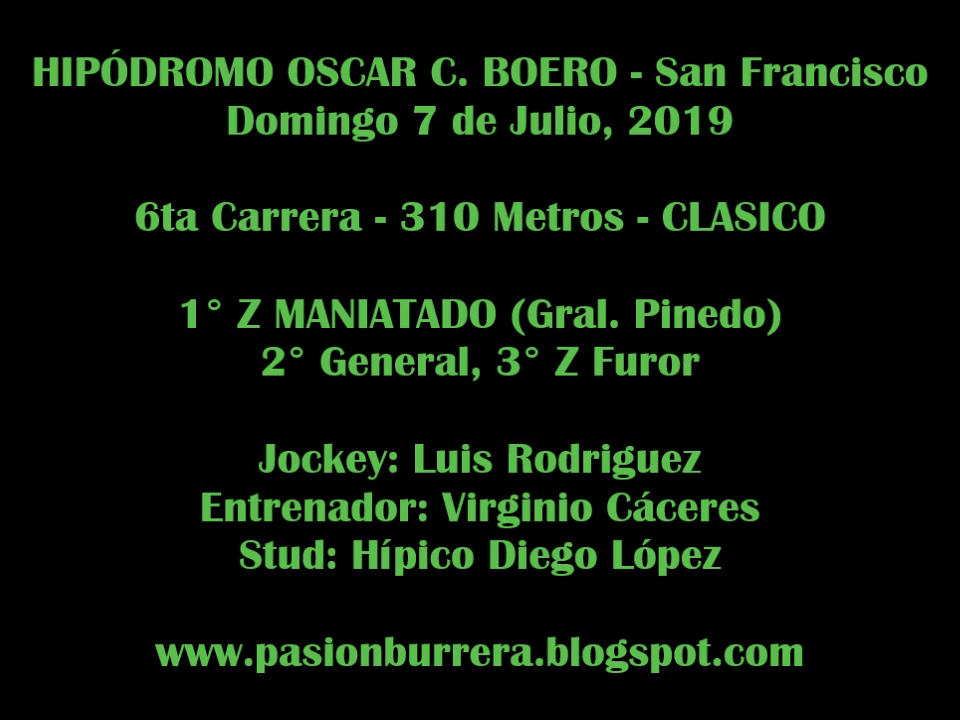 HIPÓDROMO OSCAR C. BOERO - San Francisco
Domingo 7 de Julio, 2019
6ta Carrera - 310 Metros - CLASICO
1° Z MANIATADO (Gral. Pinedo)
2° General, 3° Z Furor
Jockey: Luis Rodriguez
Entrenador: Virginio Cáceres
Stud: Hípico Diego López
www.pasionburrera.blogspot.com